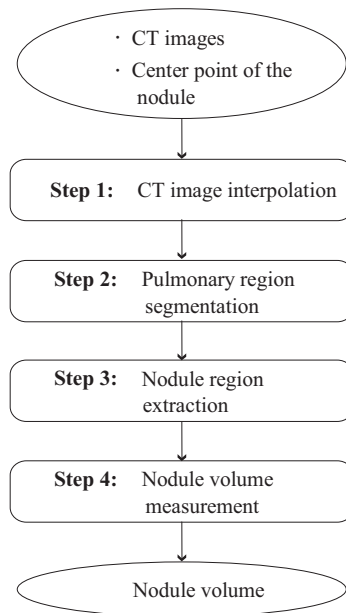 · CT images
· Center point of the
nodule
Step 1: CT image interpolation
Step 2: Pulmonary region
segmentation
Step 3: Nodule region
extraction
Step 4: Nodule volume
measurement
Nodule volume